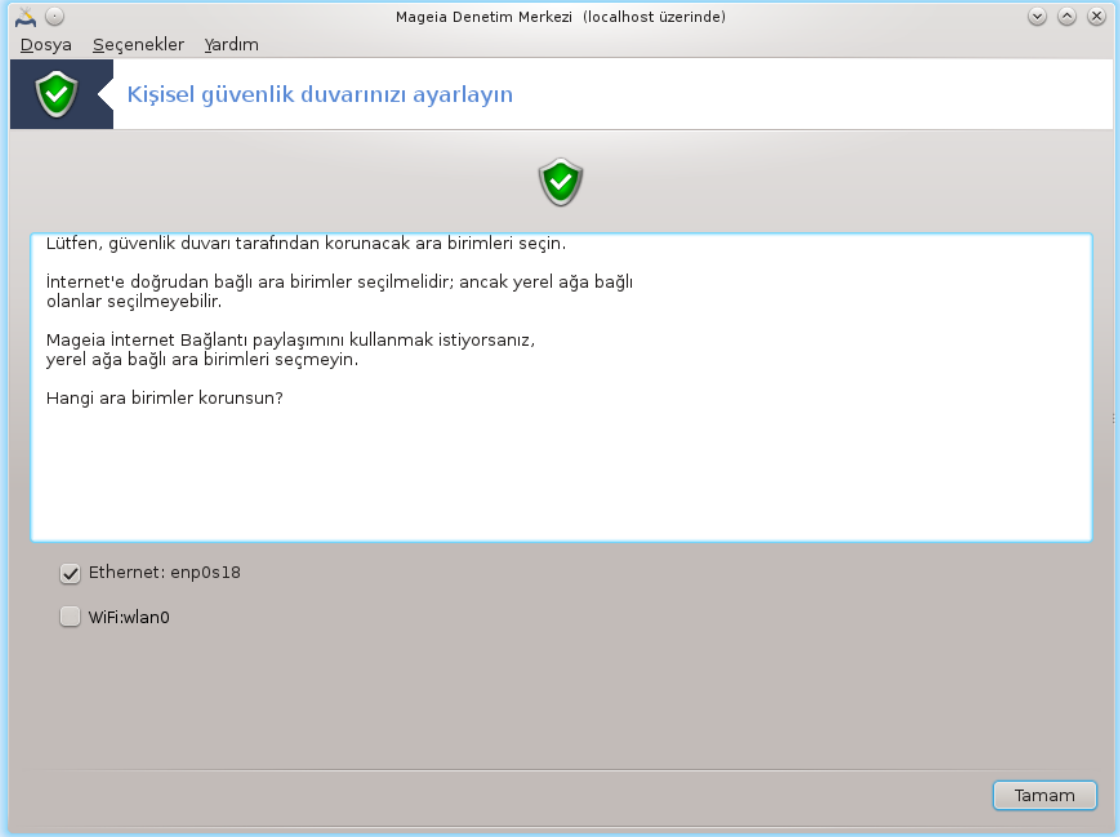 Mageia Denetim Merkezi (localhost üzerinde)
Dosya Seçenekler Yardım
Kişisel güvenlik duvarınızı ayarlayın
Lütfen, güvenlik duvarı tarafından korunacak ara birimleri seçin.
İnternet'e doğrudan bağlı ara birimler seçilmelidir; ancak yerel ağa bağlı
olanlar seçilmeyebilir.
Mageia İnternet Bağlantı paylaşımını kullanmak istiyorsanız,
yerel ağa bağlı ara birimleri seçmeyin.
Hangi ara birimler korunsun?
Ethernet: enp0s18
WiFi:wlan0
Tamam